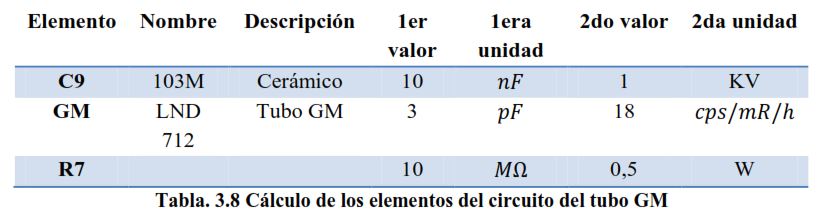 Elemento Nombre Descripción 1er valor 1era unidad 2do valor 2da unidad
C9 103M Cerámico 10 nF 1 KV
GM LND 712 Tubo GM 3 pF 18 cps/mR/h
R7 10 MΩ 0,5 W
Tabla. 3.8 Cálculo de los elementos del circuito del tubo GM